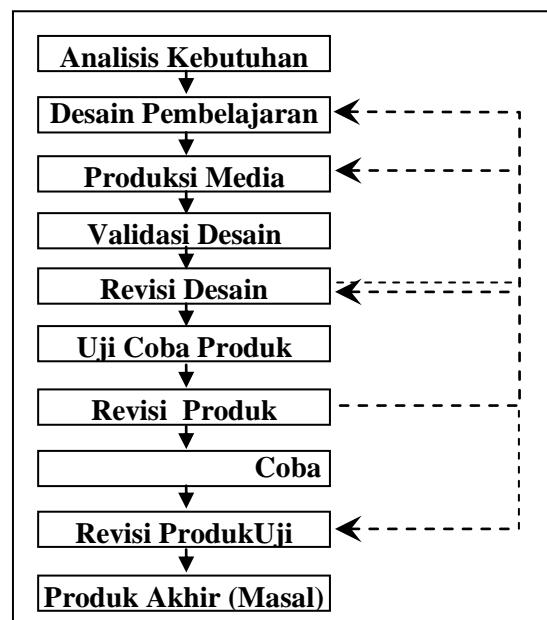 Analisis Kebutuhan
Desain Pembelajaran
Produksi Media
Validasi Desain
Revisi Desain
Uji Coba Produk
Revisi Produk
Coba
Revisi ProdukUji
Produk Akhir (Masal)